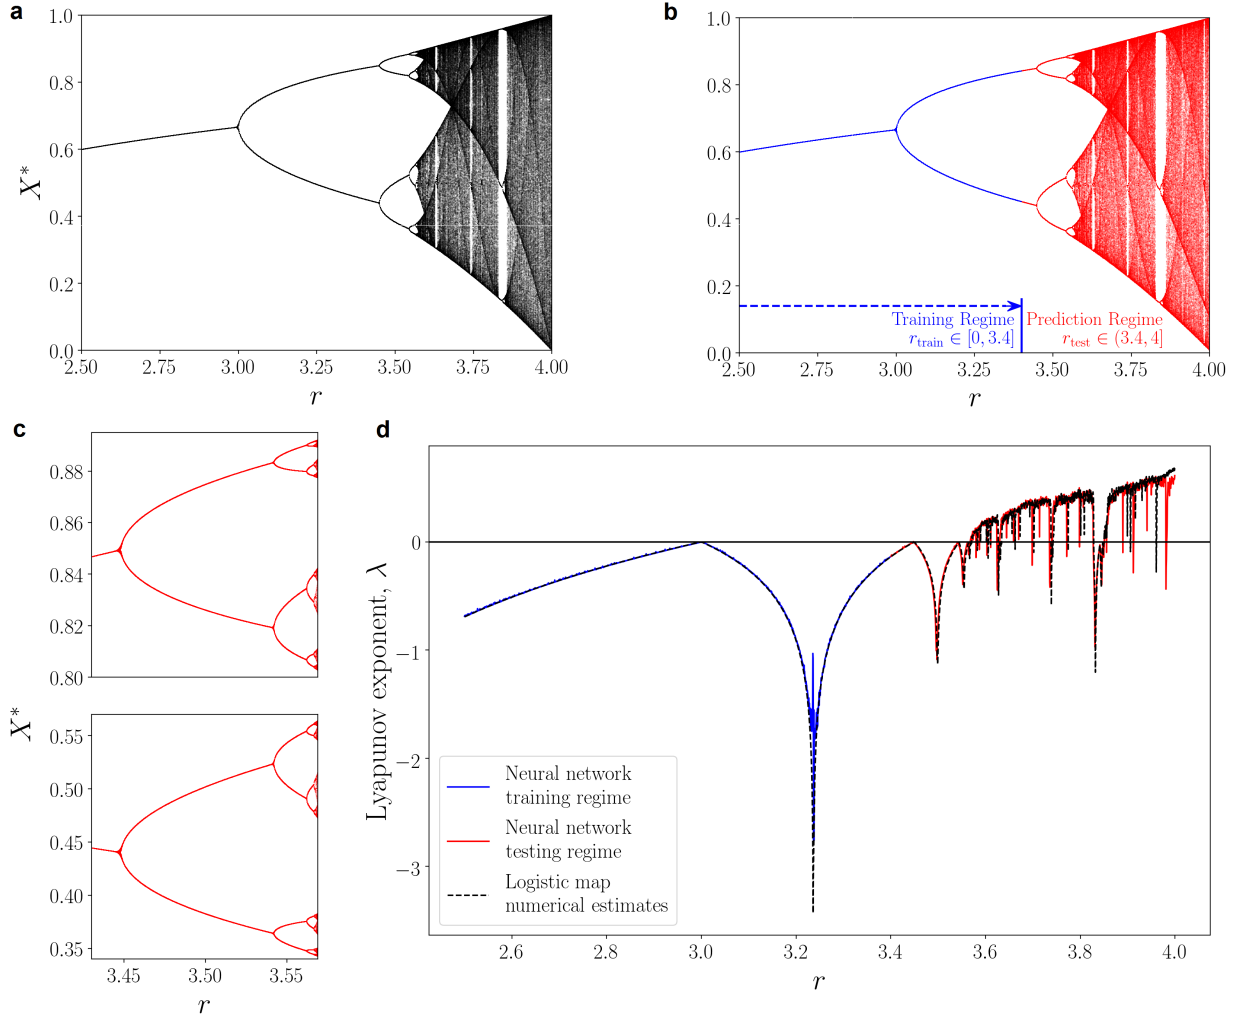 a
1.0
0.8
0.6
0.4
0.2
0.0
X*
2.50 2.75 3.00 3.25 3.50 3.75 4.00
r
b
1.0
0.8
0.6
0.4
0.2
0.0
Training Regime
r_train ∈ [0, 3.4]
Prediction Regime
r_test ∈ (3.4, 4]
2.50 2.75 3.00 3.25 3.50 3.75 4.00
r
c
0.88
0.86
0.84
0.82
0.80
X*
0.55
0.50
0.45
0.40
0.35
3.45 3.50 3.55
r
d
0
−1
−2
−3
Lyapunov exponent, λ
Neural network
training regime
Neural network
testing regime
Logistic map
numerical estimates
2.6 2.8 3.0 3.2 3.4 3.6 3.8 4.0
r